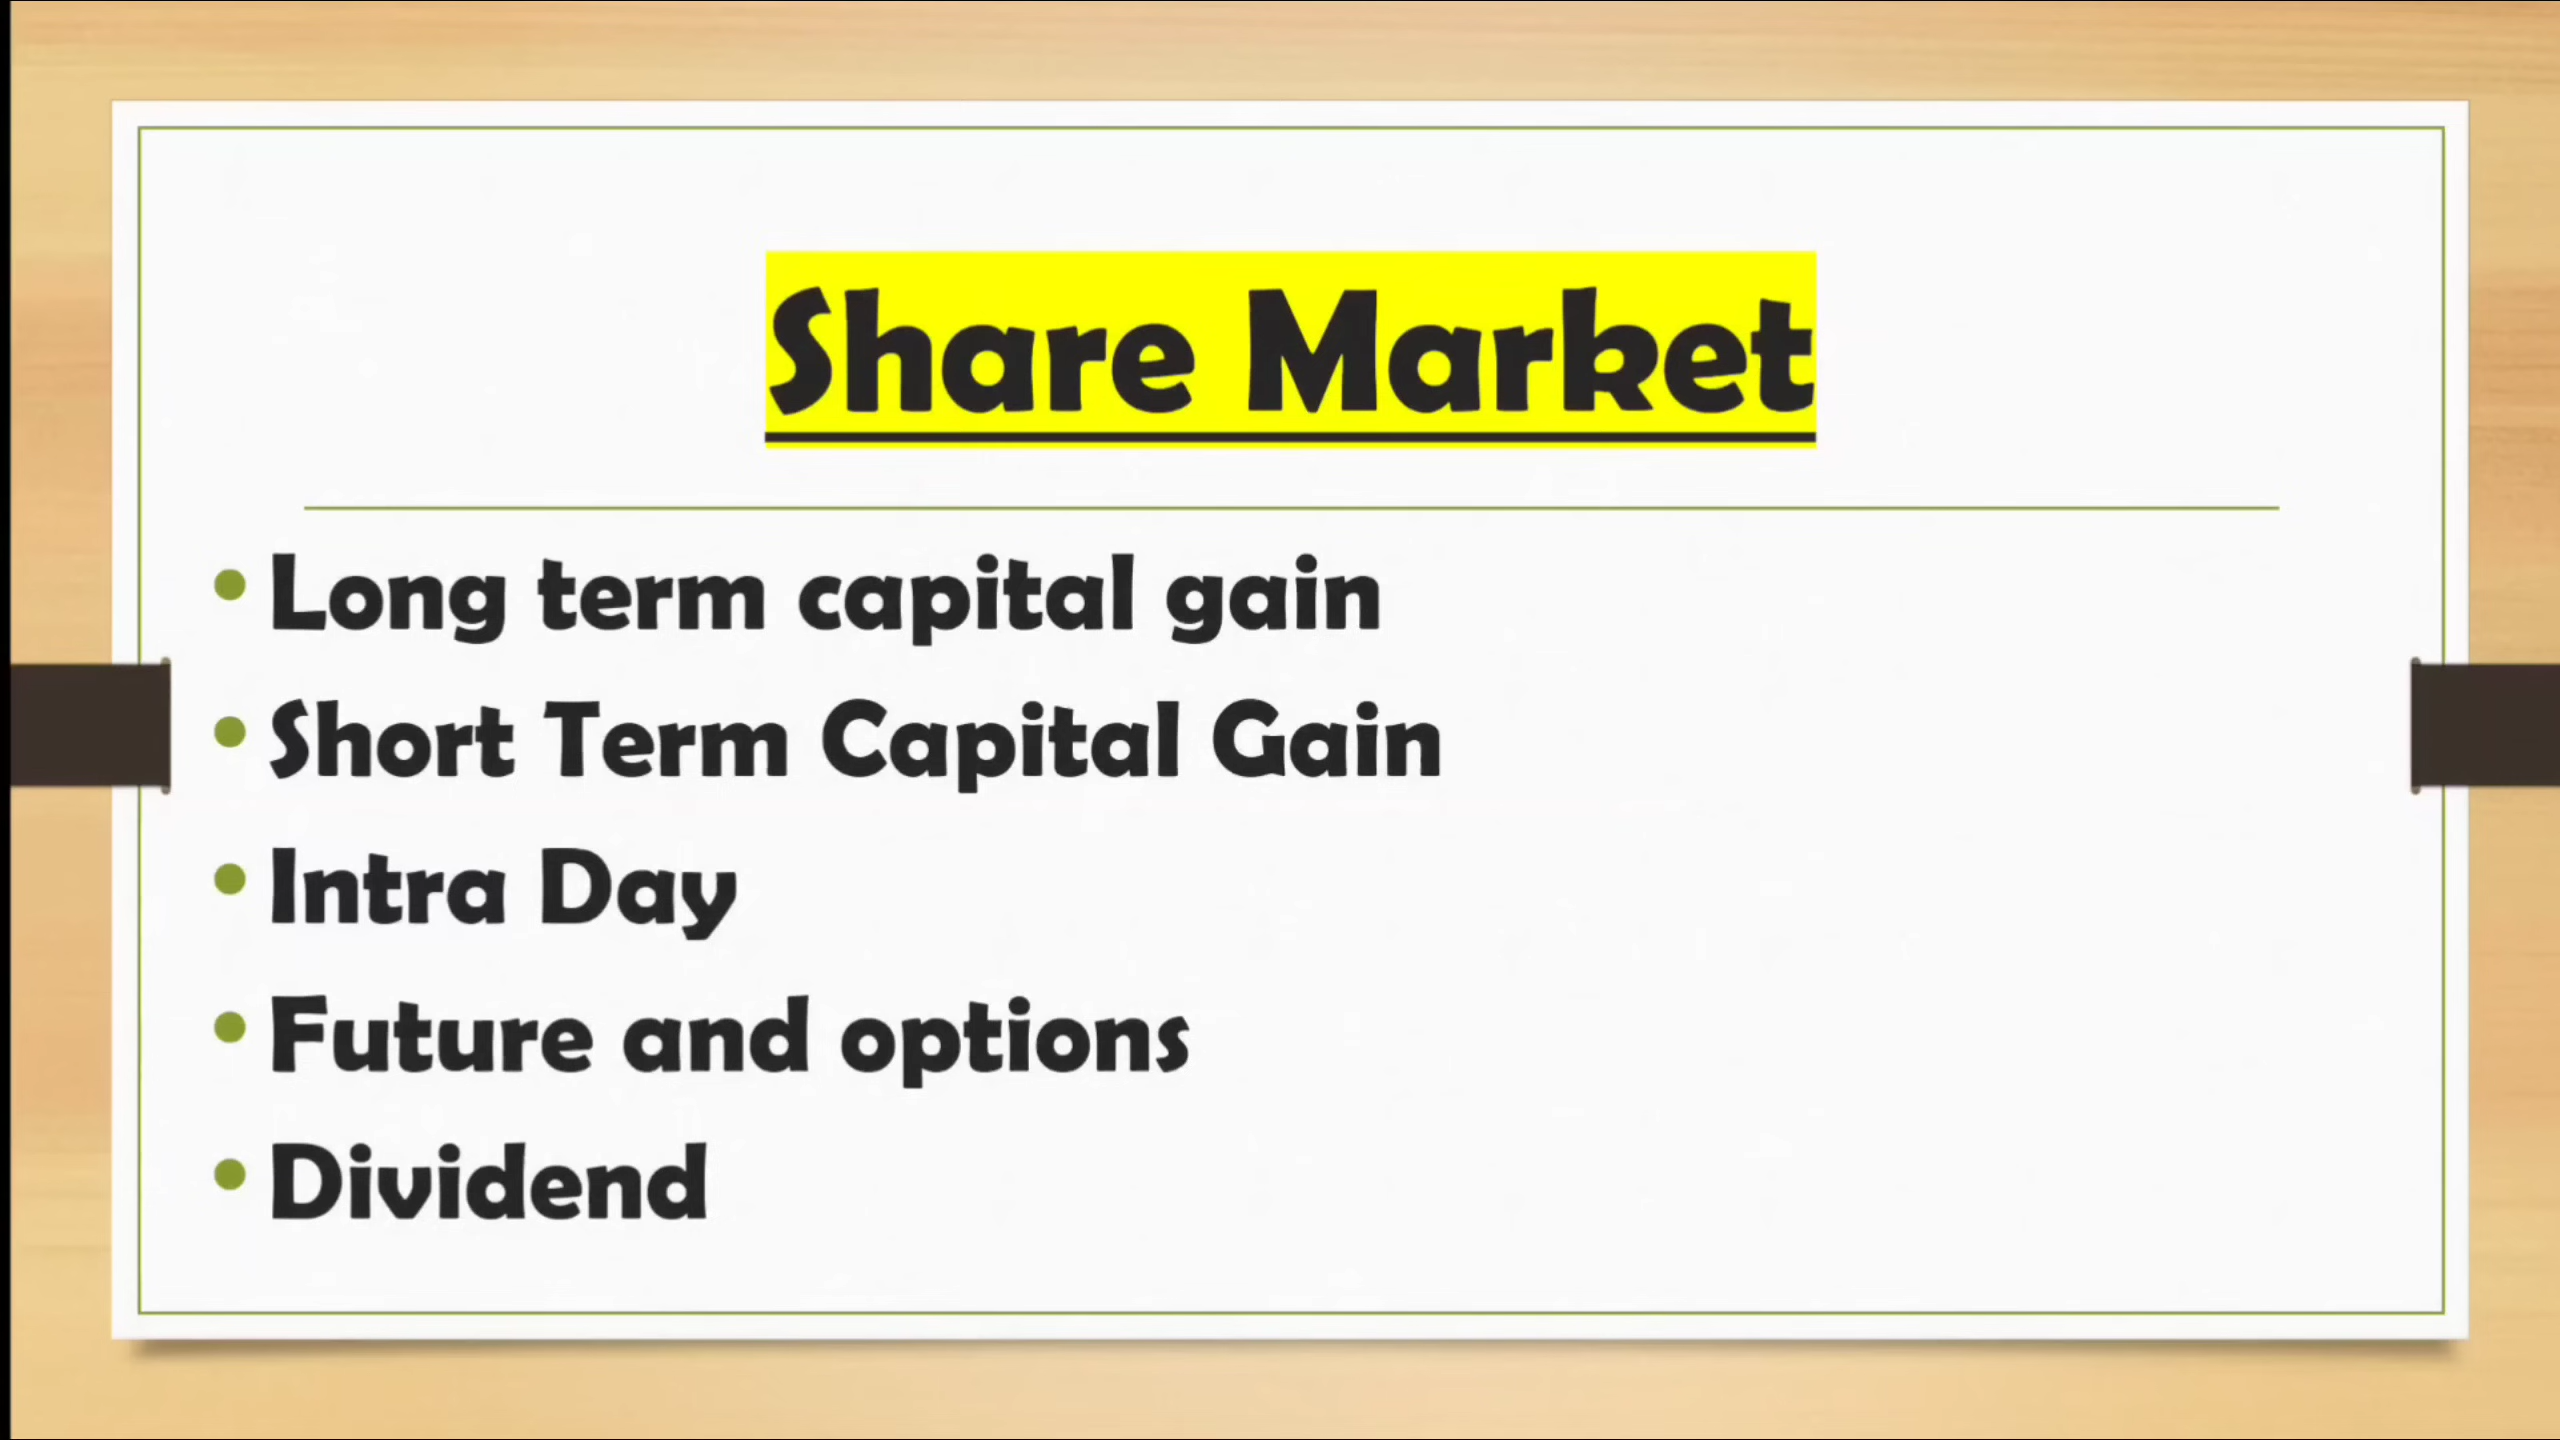 Share Market
• Long term capital gain
• Short Term Capital Gain
• Intra Day
• Future and options
• Dividend